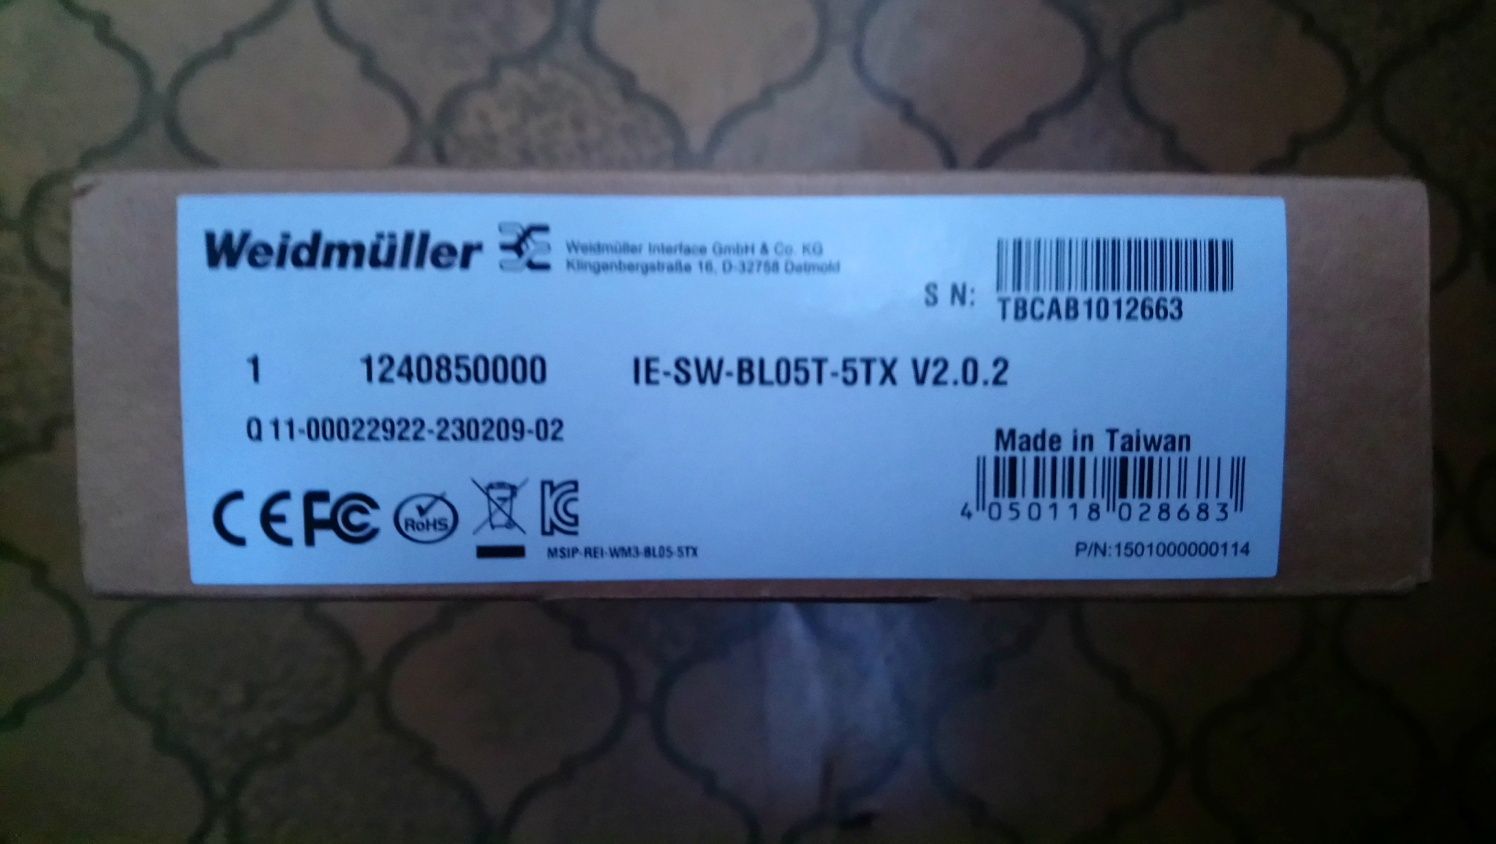 Weidmüller
Weidmüller Interface GmbH & Co. KG
Klingenbergstraße 16, D-32758 Detmold
S N:
TBCAB1012663
1 1240850000 IE-SW-BL05T-5TX V2.0.2
Q 11-00022922-230209-02
Made in Taiwan
4 050118 028683
CE FC RoHS KC
MSIP-REI-WM3-BL05-5TX
P/N:1501000000114